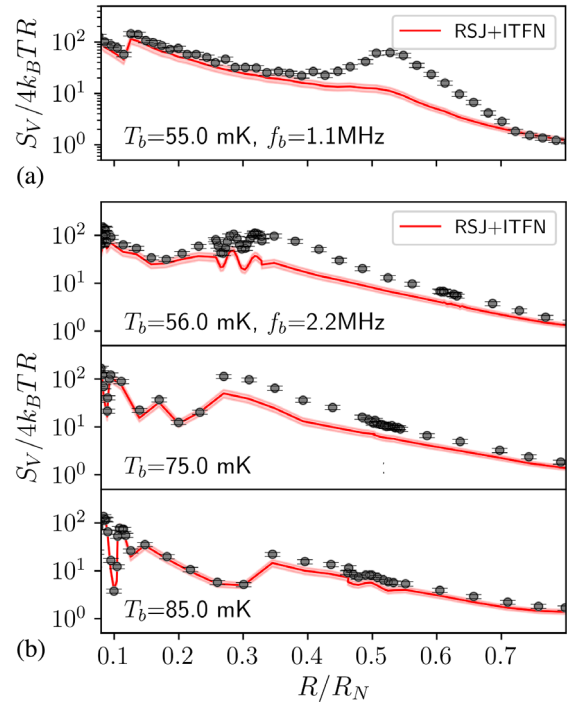 RSJ+ITFN
S_V/4k_BTR
10^2
10^1
10^0
T_b=55.0 mK, f_b=1.1MHz
(a)
RSJ+ITFN
10^2
10^1
10^0
T_b=56.0 mK, f_b=2.2MHz
S_V/4k_BTR
10^2
10^1
10^0
T_b=75.0 mK
10^2
10^1
10^0
T_b=85.0 mK
(b)
0.1 0.2 0.3 0.4 0.5 0.6 0.7
R/R_N